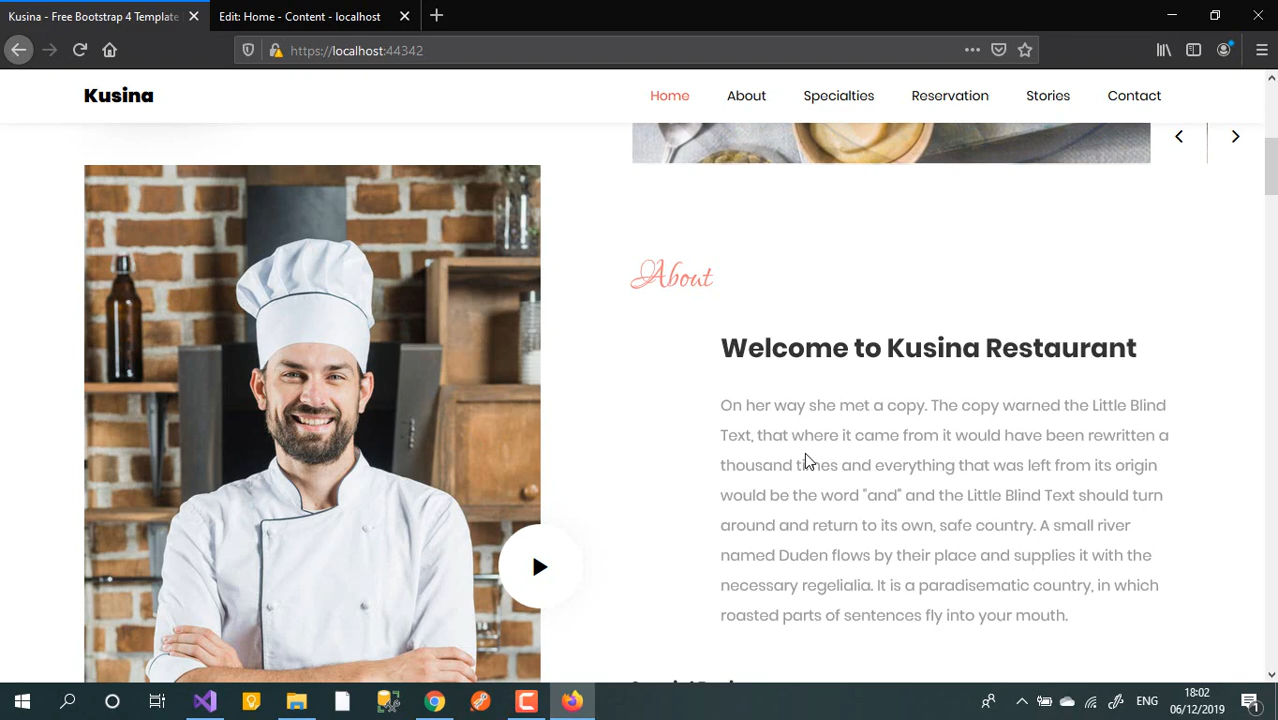 Kusina - Free Bootstrap 4 Template
Edit: Home - Content - localhost
https://localhost:44342
Kusina
Home
About
Specialties
Reservation
Stories
Contact
About
Welcome to Kusina Restaurant
On her way she met a copy. The copy warned the Little Blind
Text, that where it came from it would have been rewritten a
thousand times and everything that was left from its origin
would be the word "and" and the Little Blind Text should turn
around and return to its own, safe country. A small river
named Duden flows by their place and supplies it with the
necessary regelialia. It is a paradisematic country, in which
roasted parts of sentences fly into your mouth.
ENG
18:02
06/12/2019